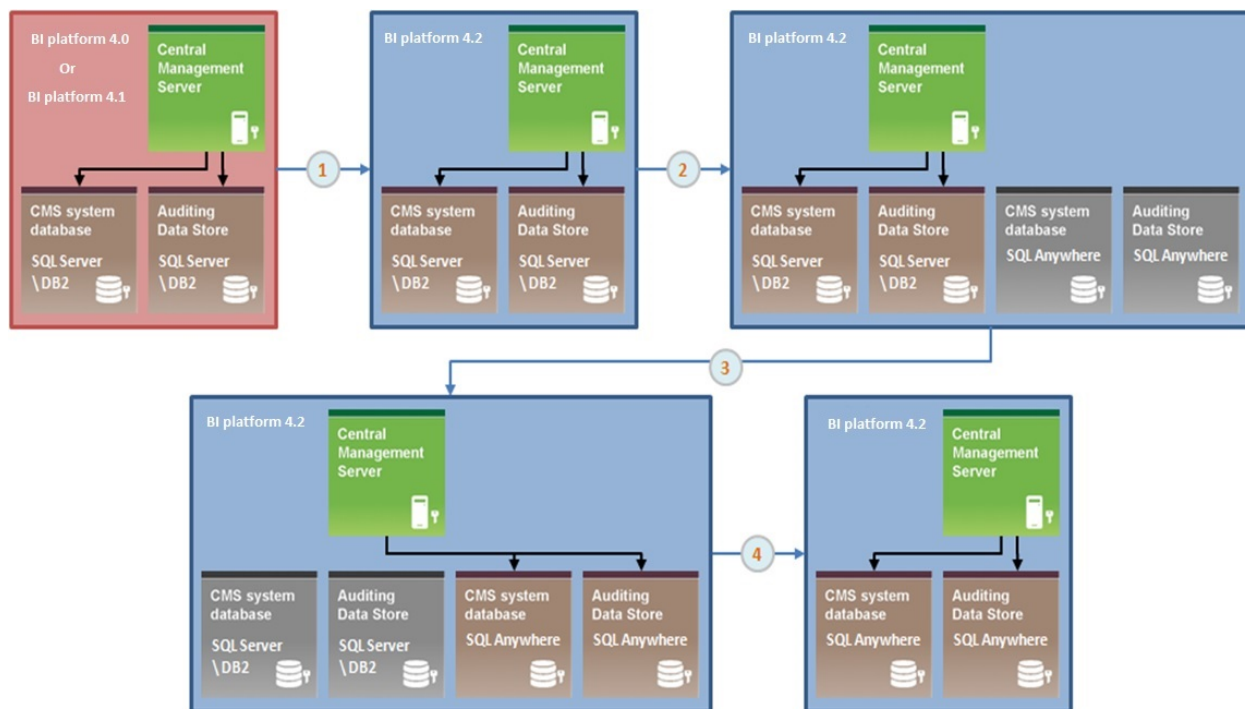 BI platform 4.0
Or
BI platform 4.1
Central
Management
Server
CMS system
database
SQL Server
\DB2
Auditing
Data Store
SQL Server
\DB2
1
BI platform 4.2
Central
Management
Server
CMS system
database
SQL Server
\DB2
Auditing
Data Store
SQL Server
\DB2
2
BI platform 4.2
Central
Management
Server
CMS system
database
SQL Server
\DB2
Auditing
Data Store
SQL Server
\DB2
CMS system
database
SQL Anywhere
Auditing
Data Store
SQL Anywhere
3
BI platform 4.2
Central
Management
Server
CMS system
database
SQL Server
\DB2
Auditing
Data Store
SQL Server
\DB2
CMS system
database
SQL Anywhere
Auditing
Data Store
SQL Anywhere
4
BI platform 4.2
Central
Management
Server
CMS system
database
SQL Anywhere
Auditing
Data Store
SQL Anywhere